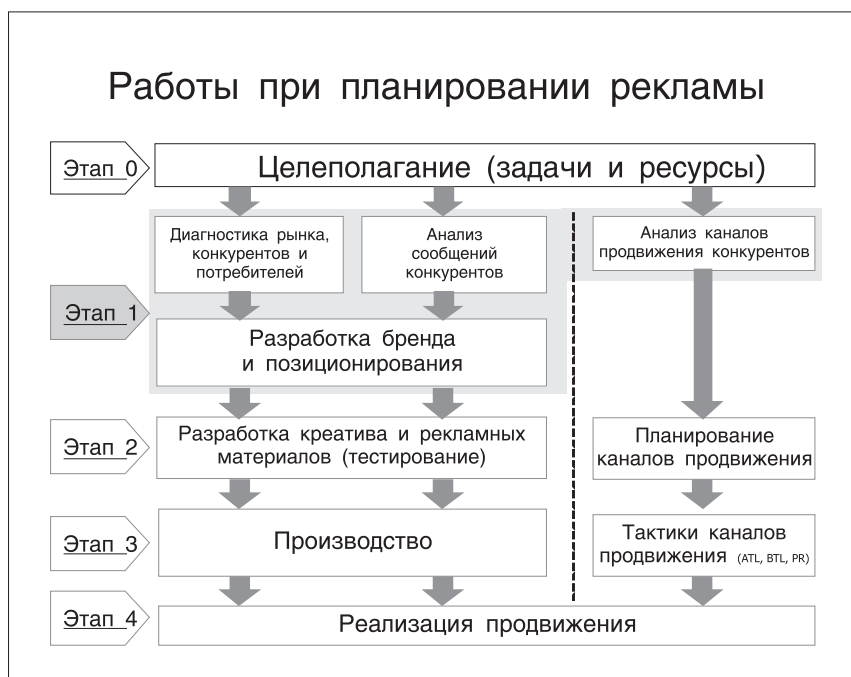 Работы при планировании рекламы
Этап 0
Целеполагание (задачи и ресурсы)
Этап 1
Диагностика рынка,
конкурентов и
потребителей
Анализ
сообщений
конкурентов
Анализ каналов
продвижения конкурентов
Разработка бренда
и позиционирования
Этап 2
Разработка креатива и рекламных
материалов (тестирование)
Планирование
каналов продвижения
Этап 3
Производство
Тактики каналов
продвижения (ATL, BTL, PR)
Этап 4
Реализация продвижения